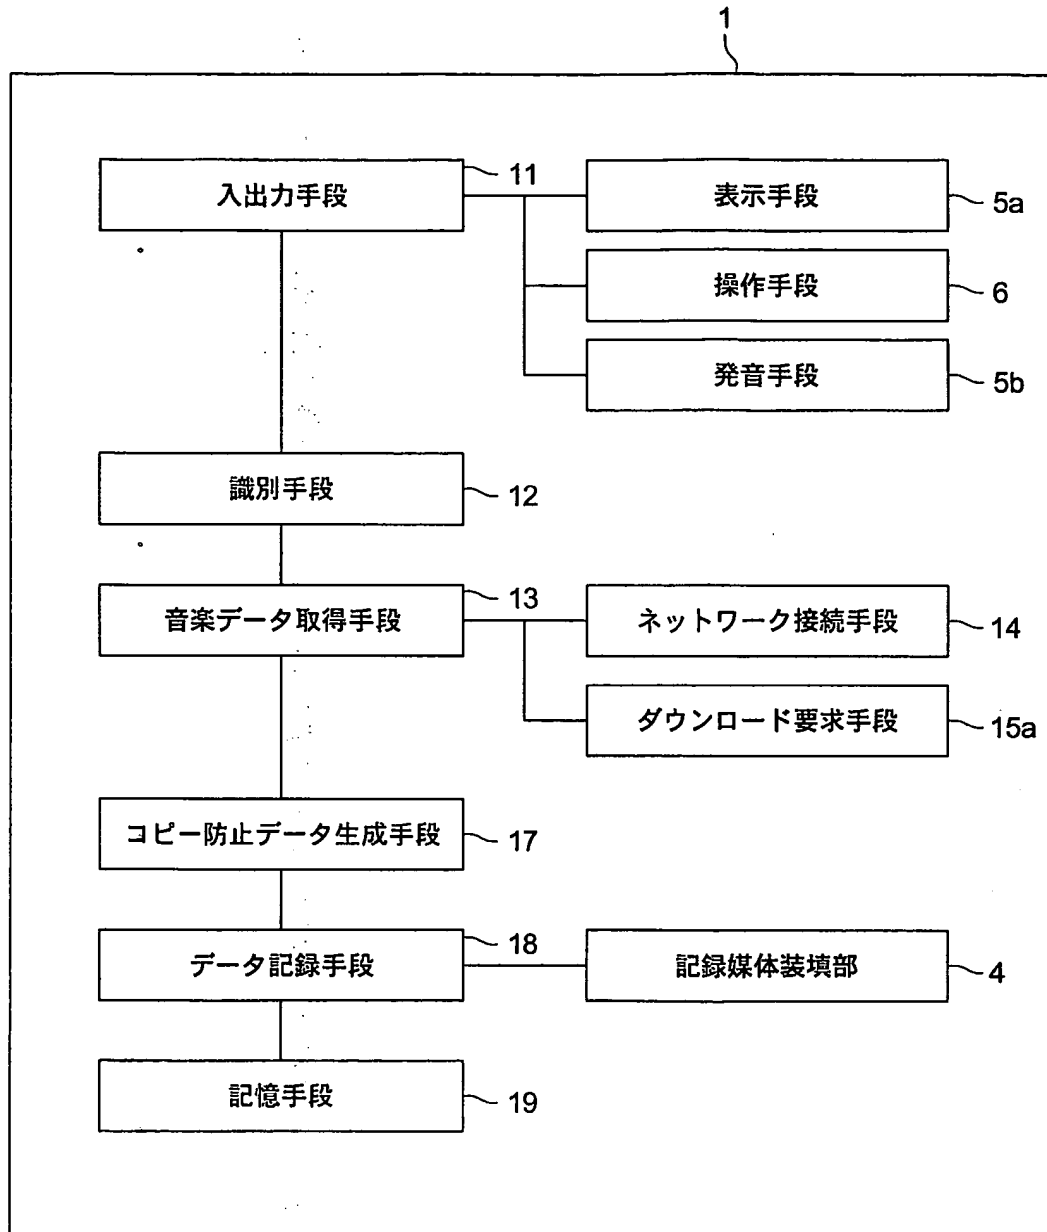 1
入出力手段
11
表示手段
5a
操作手段
6
発音手段
5b
識別手段
12
音楽データ取得手段
13
ネットワーク接続手段
14
ダウンロード要求手段
15a
コピー防止データ生成手段
17
データ記録手段
18
記録媒体装填部
4
記憶手段
19